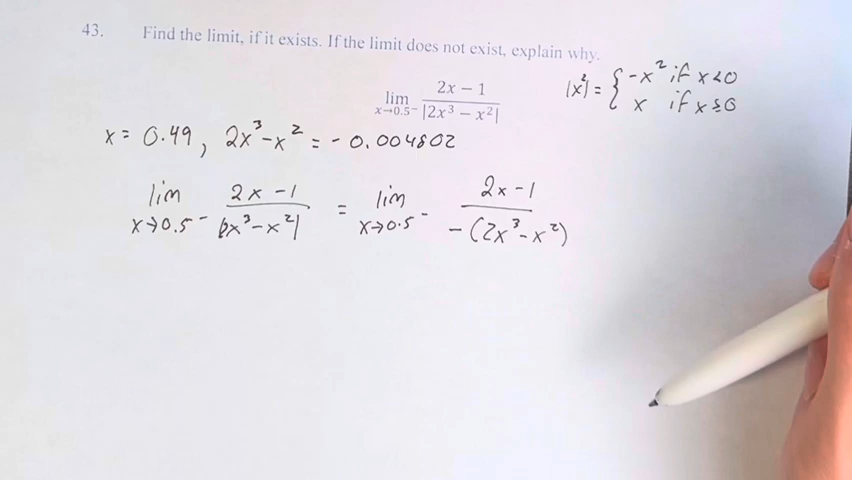 43. Find the limit, if it exists. If the limit does not exist, explain why.
lim x→0.5⁻ (2x − 1)/|2x³ − x²|
|x²| = { -x² if x<0
x if x≥0
x = 0.49, 2x³-x² = -0.004802
lim x→0.5⁻ (2x-1)/|2x³-x²| = lim x→0.5⁻ (2x-1)/(-(2x³-x²))